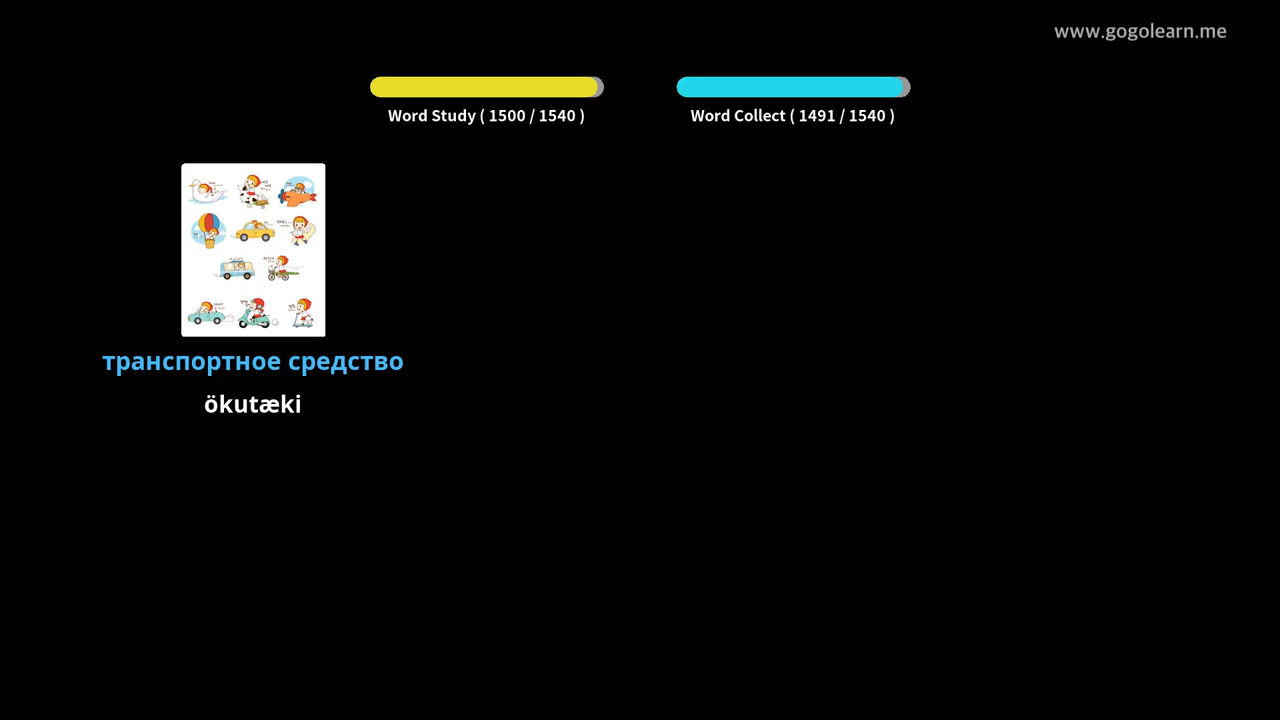 www.gogolearn.me
Word Study ( 1500 / 1540 )
Word Collect ( 1491 / 1540 )
транспортное средство
ökutæki